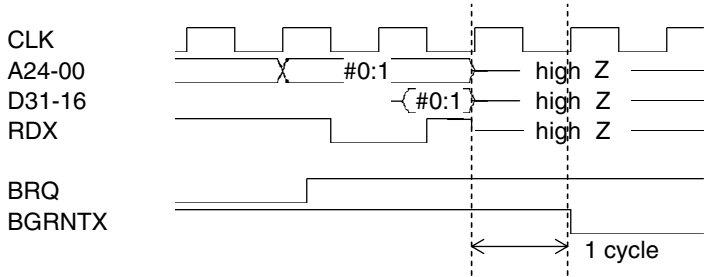 CLK
A24-00 #0:1 high Z
D31-16 #0:1 high Z
RDX high Z
BRQ
BGRNTX
1 cycle